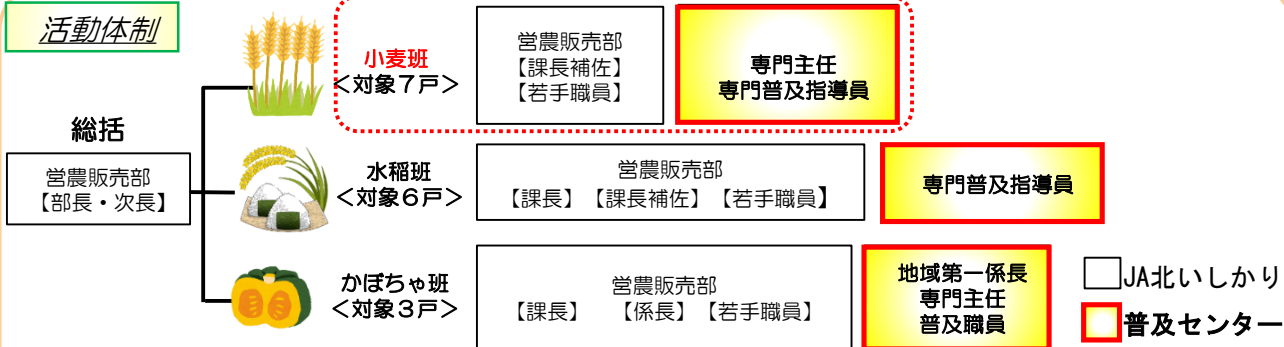 活動体制
総括
営農販売部
【部長・次長】
小麦班
<対象7戸>
営農販売部
【課長補佐】
【若手職員】
専門主任
専門普及指導員
水稲班
<対象6戸>
営農販売部
【課長】【課長補佐】【若手職員】
専門普及指導員
かぼちゃ班
<対象3戸>
営農販売部
【課長】 【係長】【若手職員】
地域第一係長
専門主任
普及職員
JA北いしかり
普及センター